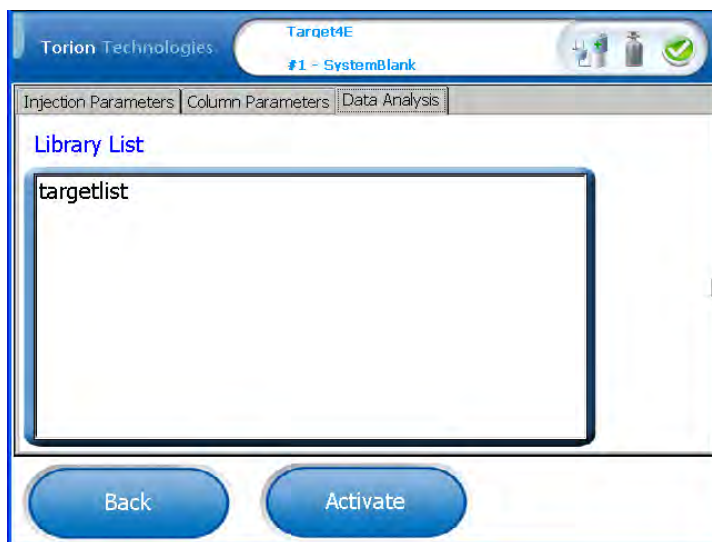 Torion Technologies
Target4E
#1 - SystemBlank
Injection Parameters Column Parameters Data Analysis
Library List
targetlist
Back Activate